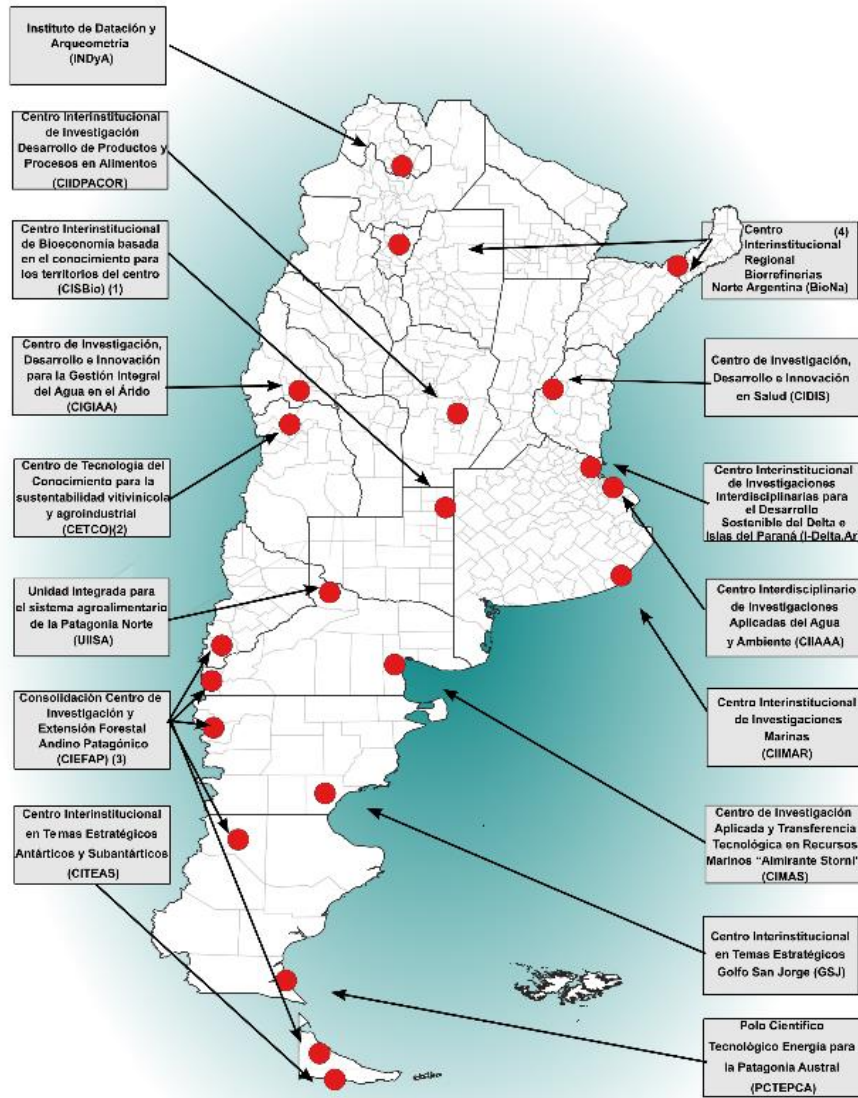 Instituto de Datación y
Arqueometría
(INDyA)
Centro Interinstitucional
de Investigación
Desarrollo de Productos y
Procesos en Alimentos
(CIIDPACOR)
Centro Interinstitucional
de Bioeconomía basada
en el conocimiento para
los territorios del centro
(CISBio) (1)
Centro de Investigación,
Desarrollo e Innovación
para la Gestión Integral
del Agua en el Árido
(CIGIAA)
Centro de Tecnología del
Conocimiento para la
sustentabilidad vitivinícola
y agroindustrial
(CETCO)(2)
Unidad Integrada para
el sistema agroalimentario
de la Patagonia Norte
(UIISA)
Consolidación Centro de
Investigación y
Extensión Forestal
Andino Patagónico
(CIEFAP) (3)
Centro Interinstitucional
en Temas Estratégicos
Antárticos y Subantárticos
(CITEAS)
Centro (4)
Interinstitucional
Regional
Biorrefinerias
Norte Argentina (BioNa)
Centro de Investigación,
Desarrollo e Innovación
en Salud (CIDIS)
Centro Interinstitucional
de Investigaciones
Interdisciplinarias para
el Desarrollo
Sostenible del Delta e
Islas del Paraná (I-Delta.Ar
Centro Interdisciplinario
de Investigaciones
Aplicadas del Agua
y Ambiente (CIIAAA)
Centro Interinstitucional
de Investigaciones
Marinas
(CIIMAR)
Centro de Investigación
Aplicada y Transferencia
Tecnológica en Recursos
Marinos "Almirante Storni"
(CIMAS)
Centro Interinstitucional
en Temas Estratégicos
Golfo San Jorge (GSJ)
Polo Científico
Tecnológico Energía para
la Patagonia Austral
(PCTEPCA)